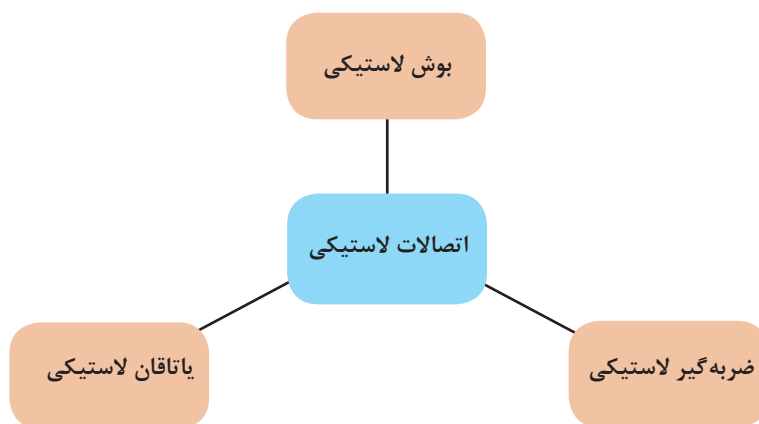 بوش لاستیکی
اتصالات لاستیکی
ضربه‌گیر لاستیکی
یاتاقان لاستیکی